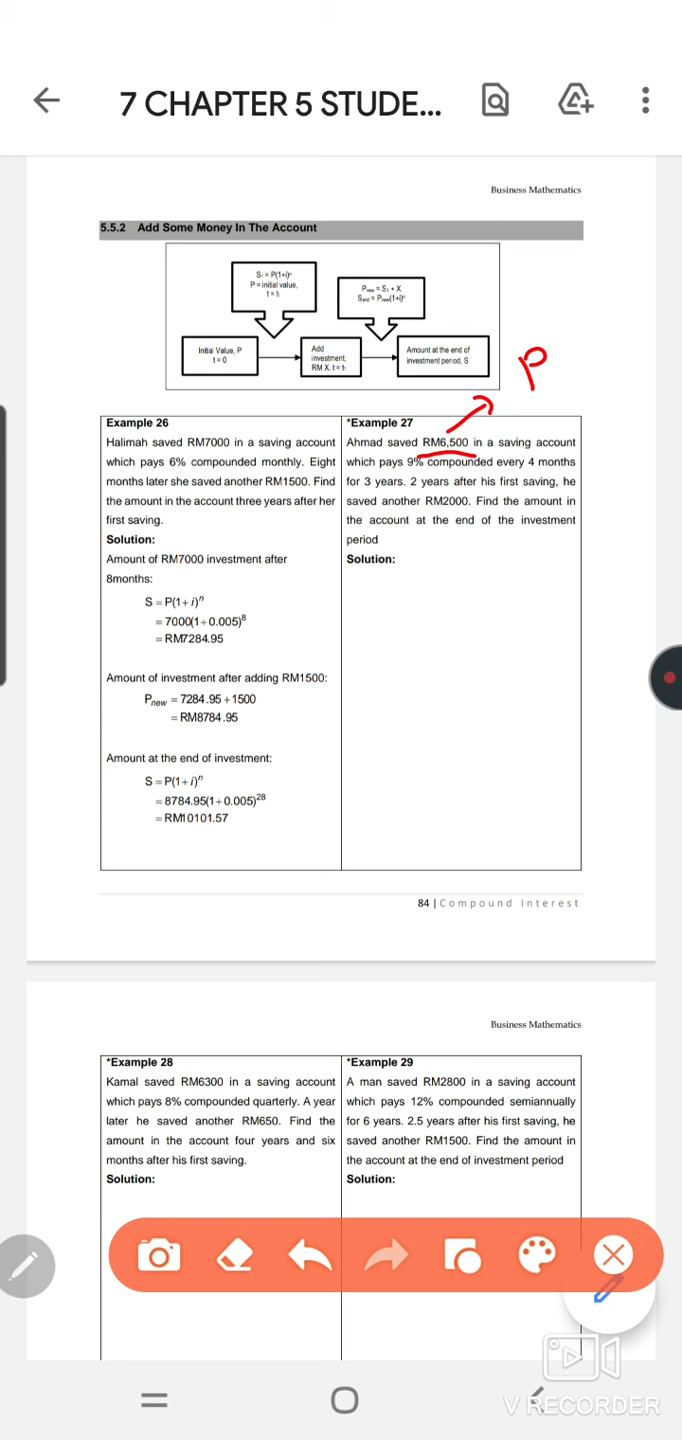 7 CHAPTER 5 STUDE...
Business Mathematics
5.5.2 Add Some Money In The Account
S₁ = P(1+i)ⁿ
P = initial value,
t = t₁
Pnew = S₁ + X
Send = Pnew(1+i)ⁿ
Initial Value, P
t = 0
Add
investment,
RM X, t = t₁
Amount at the end of
investment period, S
P
Example 26
Halimah saved RM7000 in a saving account
which pays 6% compounded monthly. Eight
months later she saved another RM1500. Find
the amount in the account three years after her
first saving.
Solution:
Amount of RM7000 investment after
8months:
S = P(1+ i)ⁿ
= 7000(1+0.005)⁸
= RM7284.95
Amount of investment after adding RM1500:
Pnew = 7284.95+1500
= RM8784.95
Amount at the end of investment:
S = P(1+ i)ⁿ
= 8784.95(1+0.005)²⁸
= RM10101.57
*Example 27
Ahmad saved RM6,500 in a saving account
which pays 9% compounded every 4 months
for 3 years. 2 years after his first saving, he
saved another RM2000. Find the amount in
the account at the end of the investment
period
Solution:
84 | Compound Interest
Business Mathematics
*Example 28
Kamal saved RM6300 in a saving account
which pays 8% compounded quarterly. A year
later he saved another RM650. Find the
amount in the account four years and six
months after his first saving.
Solution:
*Example 29
A man saved RM2800 in a saving account
which pays 12% compounded semiannually
for 6 years. 2.5 years after his first saving, he
saved another RM1500. Find the amount in
the account at the end of investment period
Solution:
V RECORDER